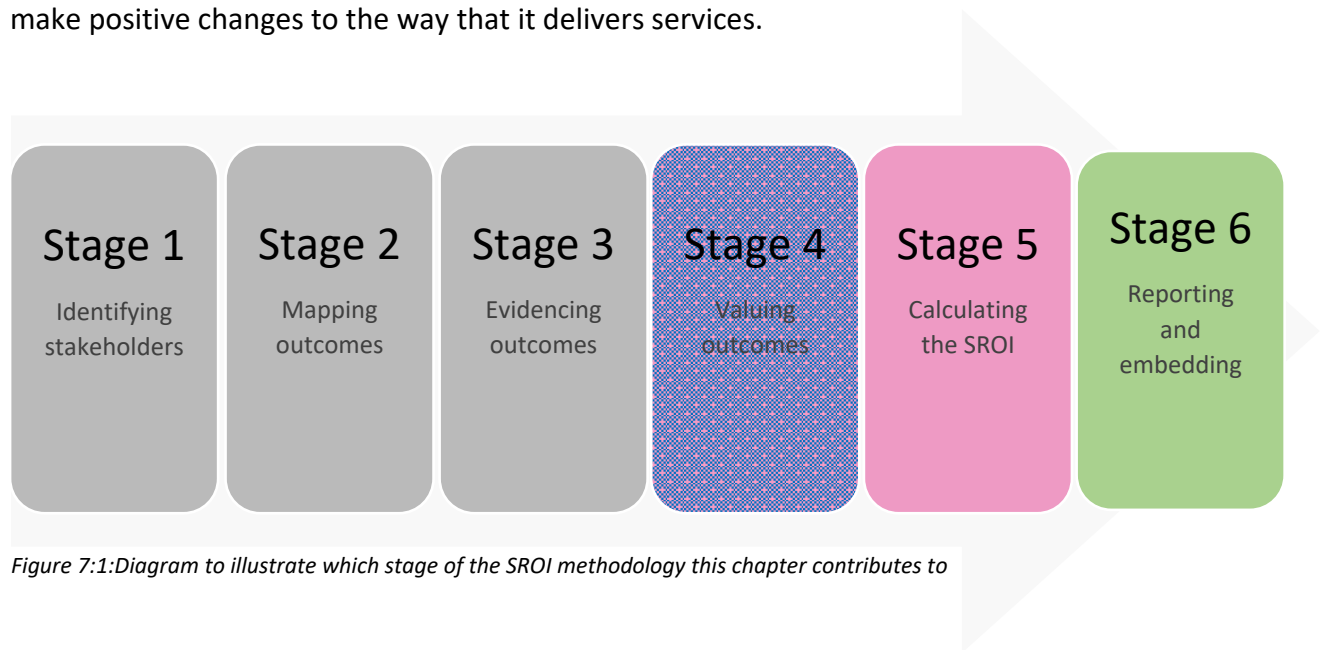 make positive changes to the way that it delivers services.
Stage 1
Identifying
stakeholders
Stage 2
Mapping
outcomes
Stage 3
Evidencing
outcomes
Stage 4
Valuing
outcomes
Stage 5
Calculating
the SROI
Stage 6
Reporting
and
embedding
Figure 7:1:Diagram to illustrate which stage of the SROI methodology this chapter contributes to